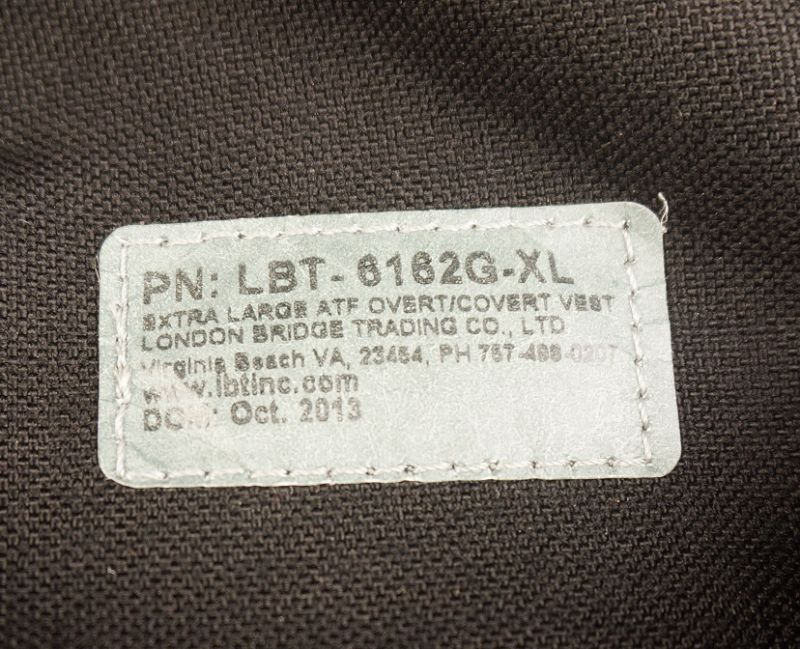 PN: LBT- 6162G-XL
EXTRA LARGE ATF OVERT/COVERT VEST
LONDON BRIDGE TRADING CO., LTD
Virginia Beach VA, 23454, PH 757-498-0207
www.lbtinc.com
DOM: Oct. 2013